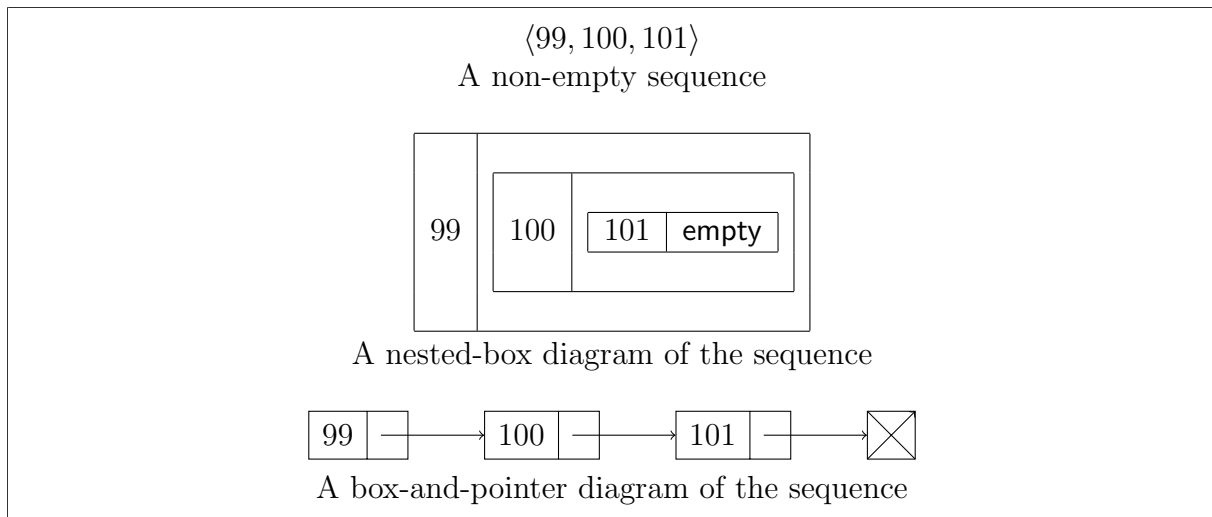 ⟨99, 100, 101⟩
A non-empty sequence
99 100 101 empty
A nested-box diagram of the sequence
99 100 101
A box-and-pointer diagram of the sequence